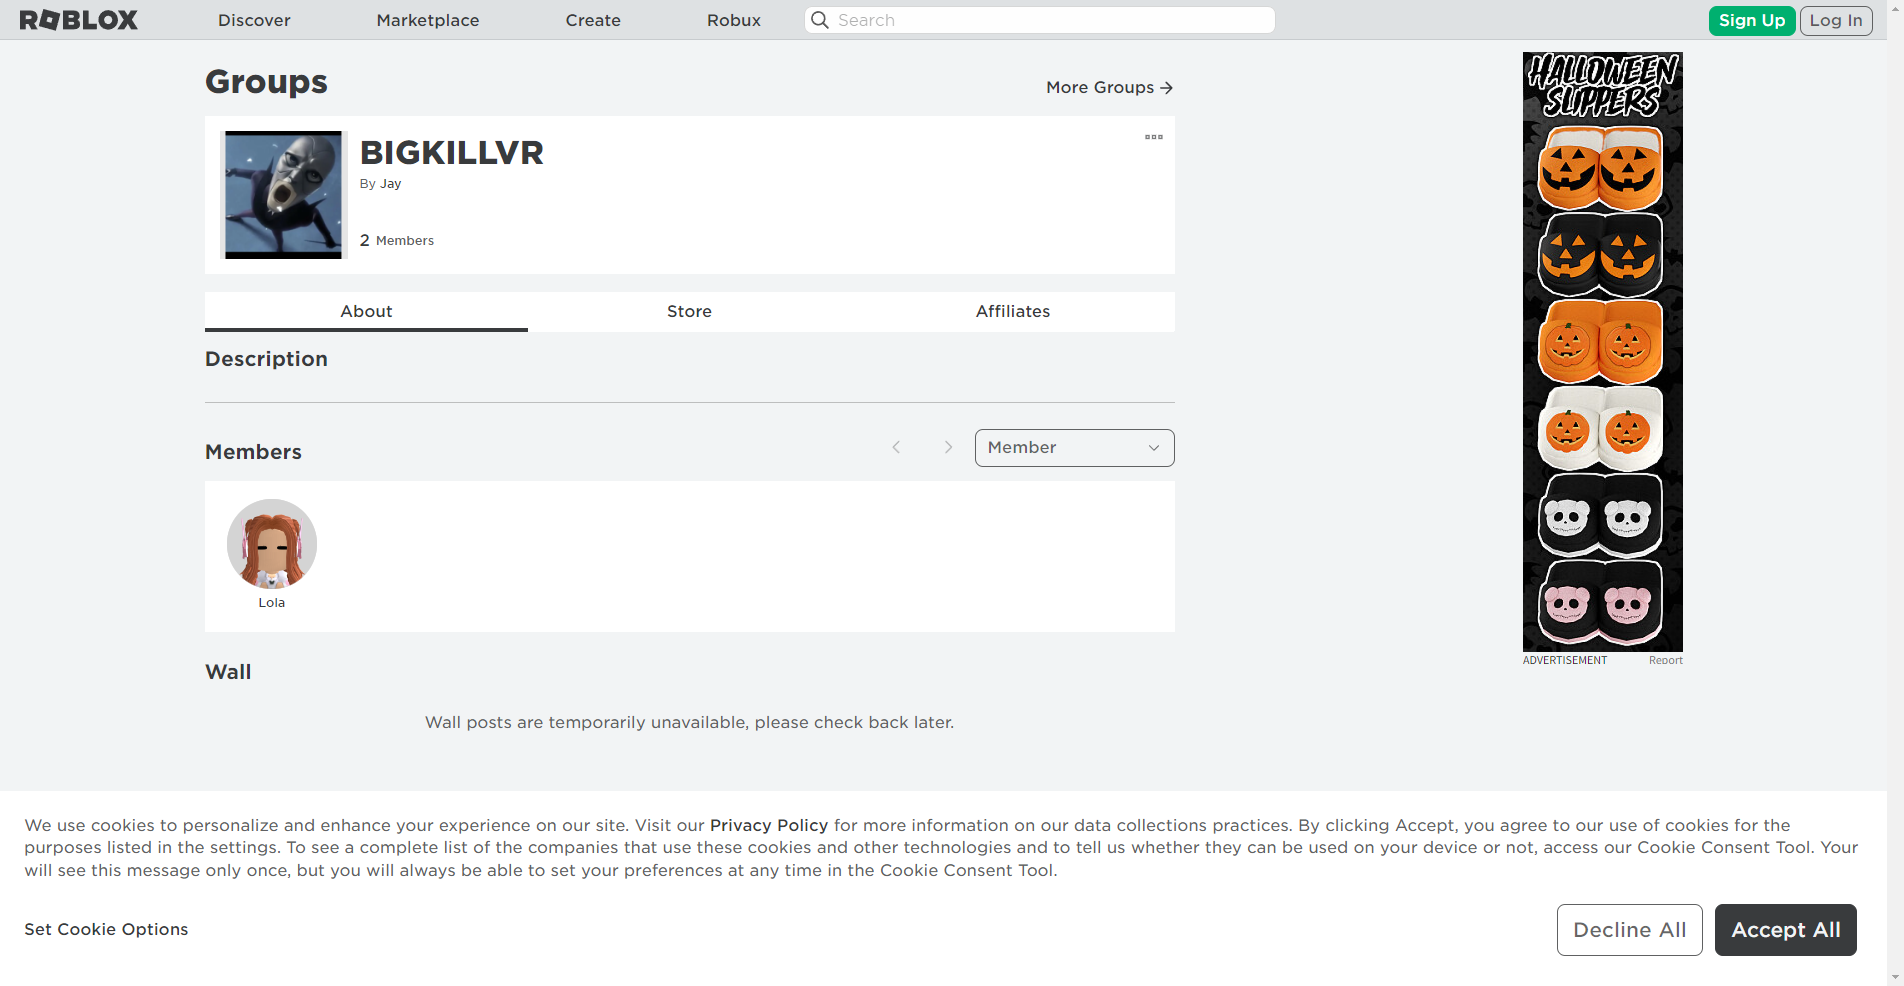 ROBLOX
Discover
Marketplace
Create
Robux
Search
Sign Up
Log In
Groups
More Groups
BIGKILLVR
By Jay
2 Members
About
Store
Affiliates
Description
Members
Member
Lola
Wall
Wall posts are temporarily unavailable, please check back later.
HALLOWEEN
SLIPPERS
ADVERTISEMENT
Report
We use cookies to personalize and enhance your experience on our site. Visit our Privacy Policy for more information on our data collections practices. By clicking Accept, you agree to our use of cookies for the
purposes listed in the settings. To see a complete list of the companies that use these cookies and other technologies and to tell us whether they can be used on your device or not, access our Cookie Consent Tool. Your
will see this message only once, but you will always be able to set your preferences at any time in the Cookie Consent Tool.
Set Cookie Options
Decline All
Accept All